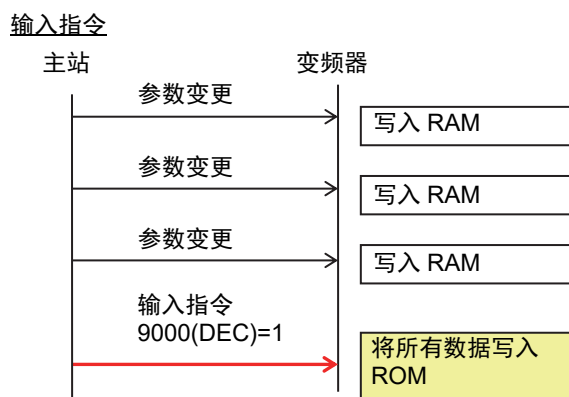 输入指令
主站
变频器
参数变更
写入 RAM
参数变更
写入 RAM
参数变更
写入 RAM
输入指令
9000(DEC)=1
将所有数据写入
ROM